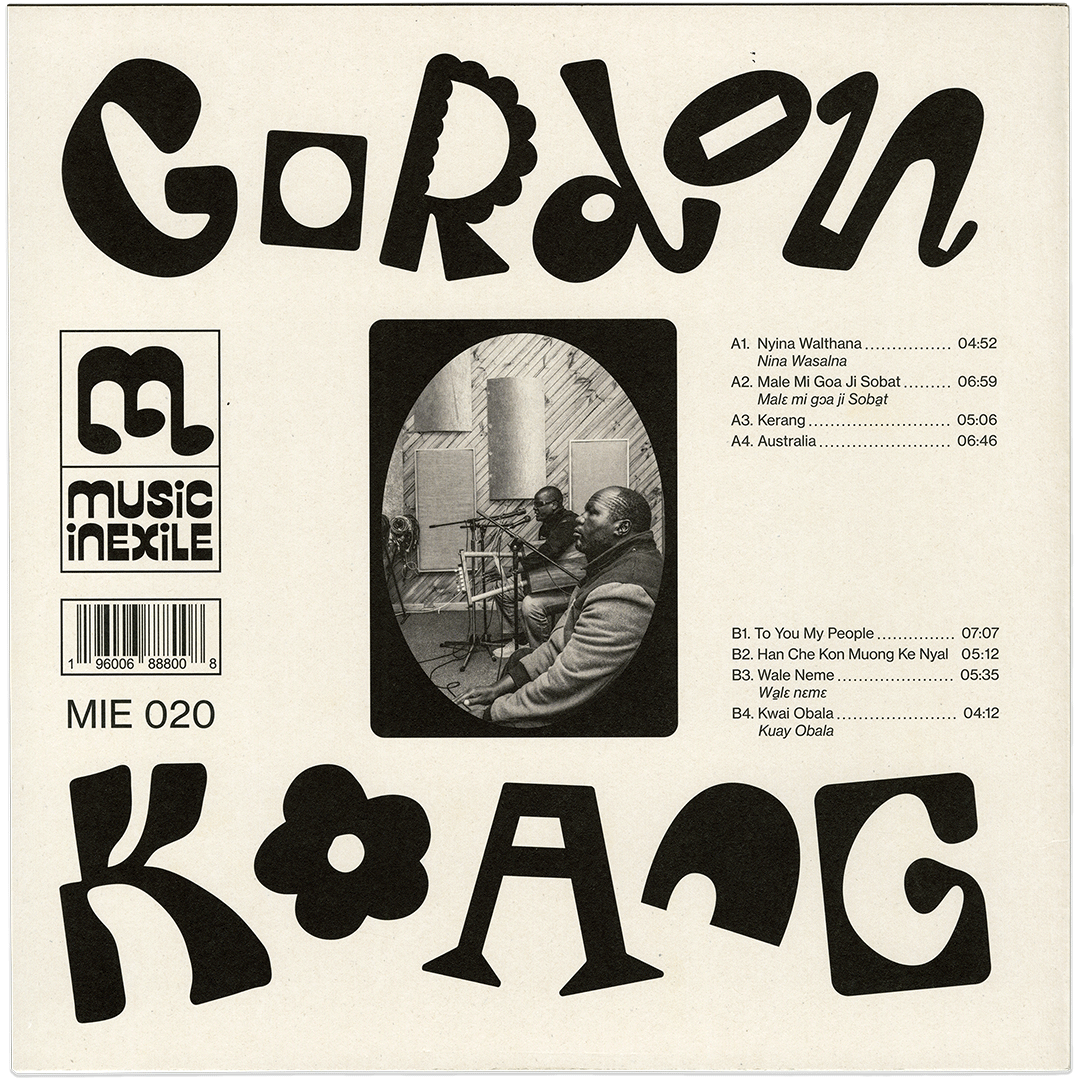 GoRdon
m
music
inEXiLE
1 96006 88800 8
MIE 020
A1. Nyina Walthana ................ 04:52
Nina Wasalna
A2. Male Mi Goa Ji Sobat ......... 06:59
Malɛ mi gɔa ji Soba̱t
A3. Kerang ........................... 05:06
A4. Australia ......................... 06:46
B1. To You My People .............. 07:07
B2. Han Che Kon Muong Ke Nyal 05:12
B3. Wale Neme ...................... 05:35
Wa̱lɛ nɛmɛ
B4. Kwai Obala ...................... 04:12
Kuay Obala
KOAnG